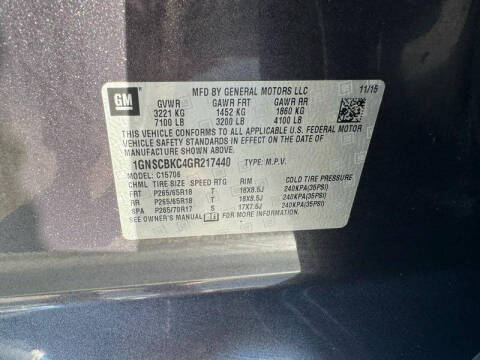 GM
MFD BY GENERAL MOTORS LLC
11/15
GVWR GAWR FRT GAWR RR
3221 KG 1452 KG 1860 KG
7100 LB 3200 LB 4100 LB
THIS VEHICLE CONFORMS TO ALL APPLICABLE U.S. FEDERAL MOTOR
VEHICLE SAFETY STANDARDS IN EFFECT ON THE DATE OF
MANUFACTURE SHOWN ABOVE.
1GNSCBKC4GR217440 TYPE: M.P.V.
MODEL: C15706
CHML TIRE SIZE SPEED RTG RIM COLD TIRE PRESSURE
FRT P265/65R18 T 18X8.5J 240KPA(35PSI)
RR P265/65R18 T 18X8.5J 240KPA(35PSI)
SPA P265/70R17 S 17X7.5J 240KPA(35PSI)
SEE OWNER'S MANUAL FOR MORE INFORMATION.